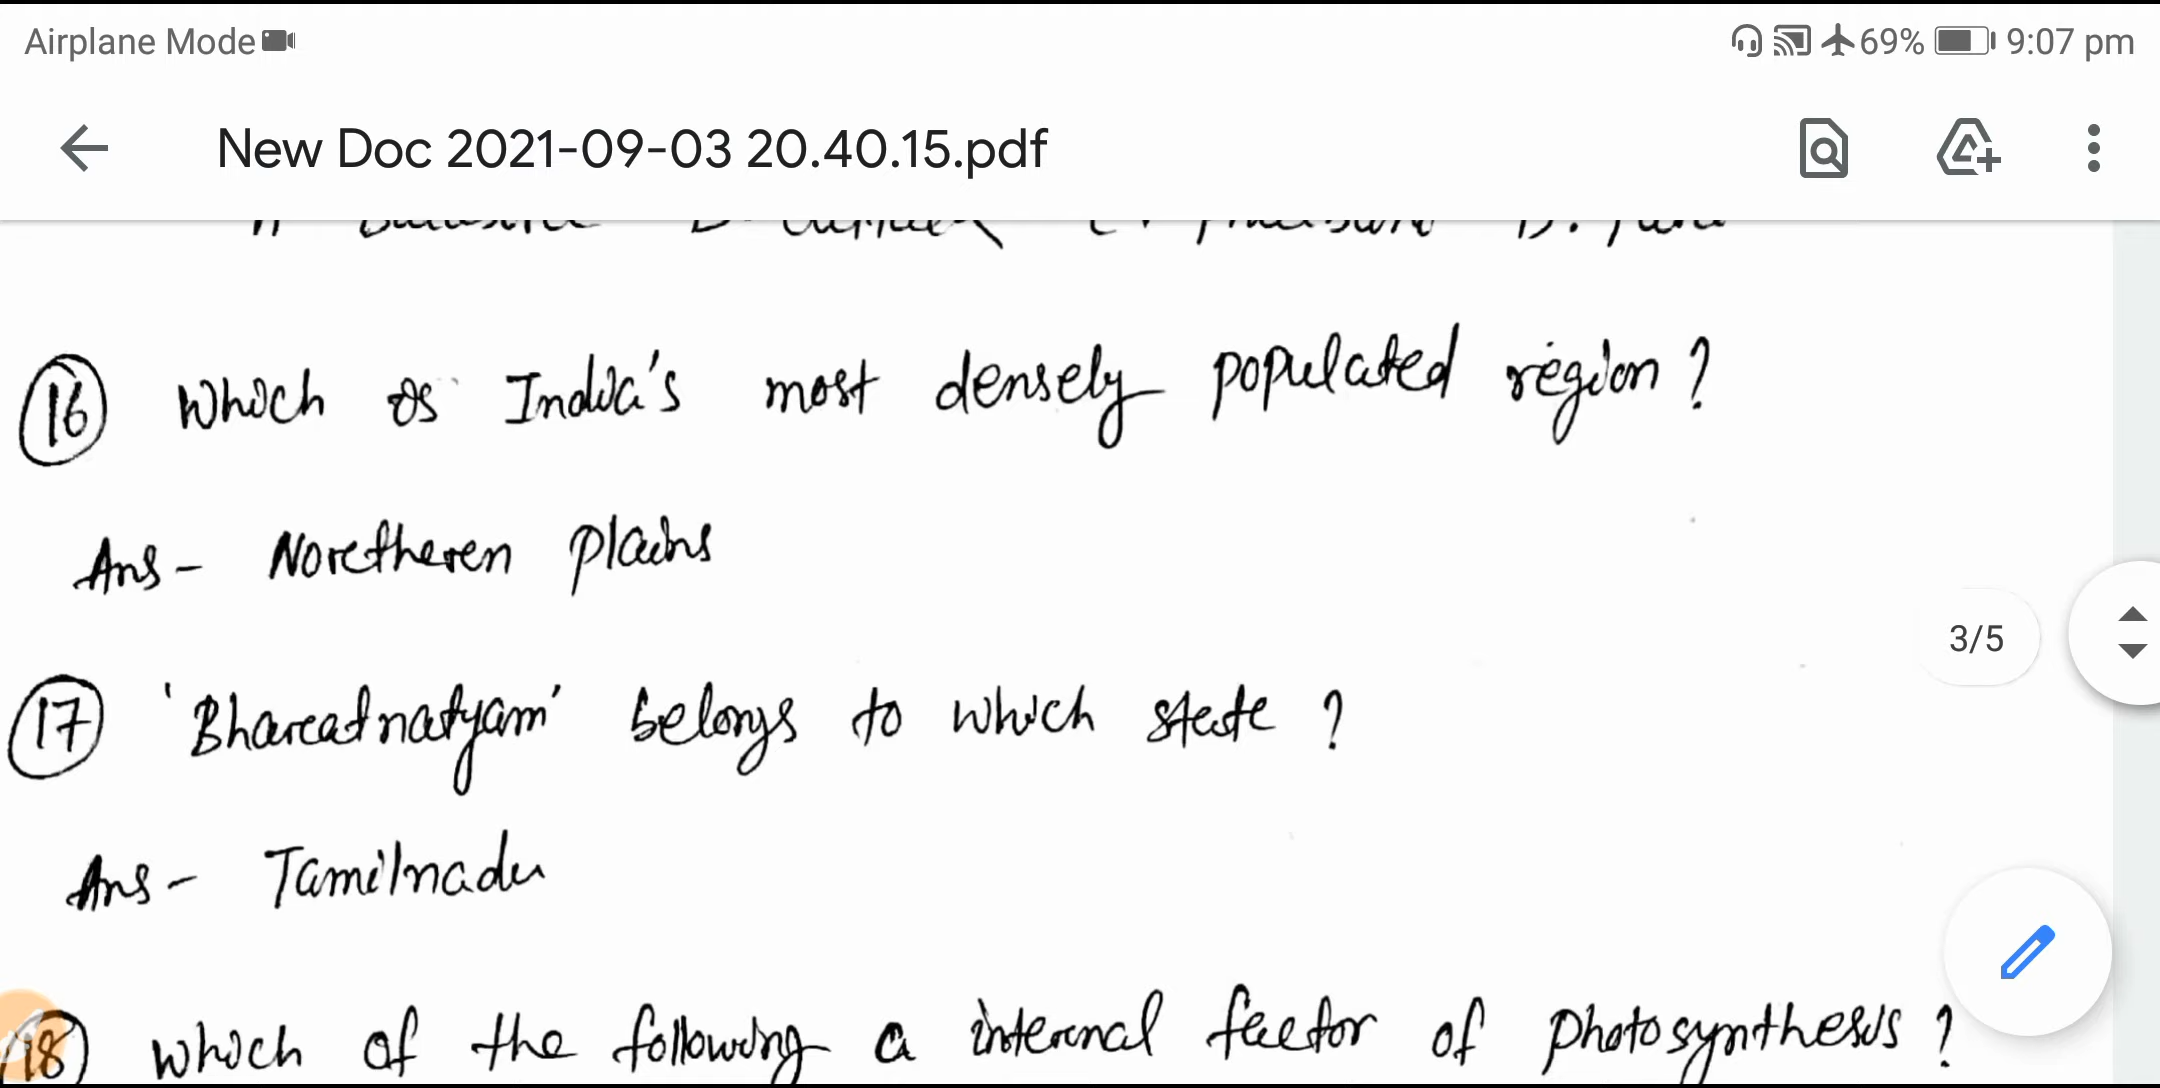 Airplane Mode
69% 9:07 pm
New Doc 2021-09-03 20.40.15.pdf
16 Which is India's most densely populated region ?
Ans - Noretheren plains
3/5
17 'Bharcatnatyam' belongs to which state ?
Ans - Tamilnadu
18 which of the following a internal factor of photosynthesis ?